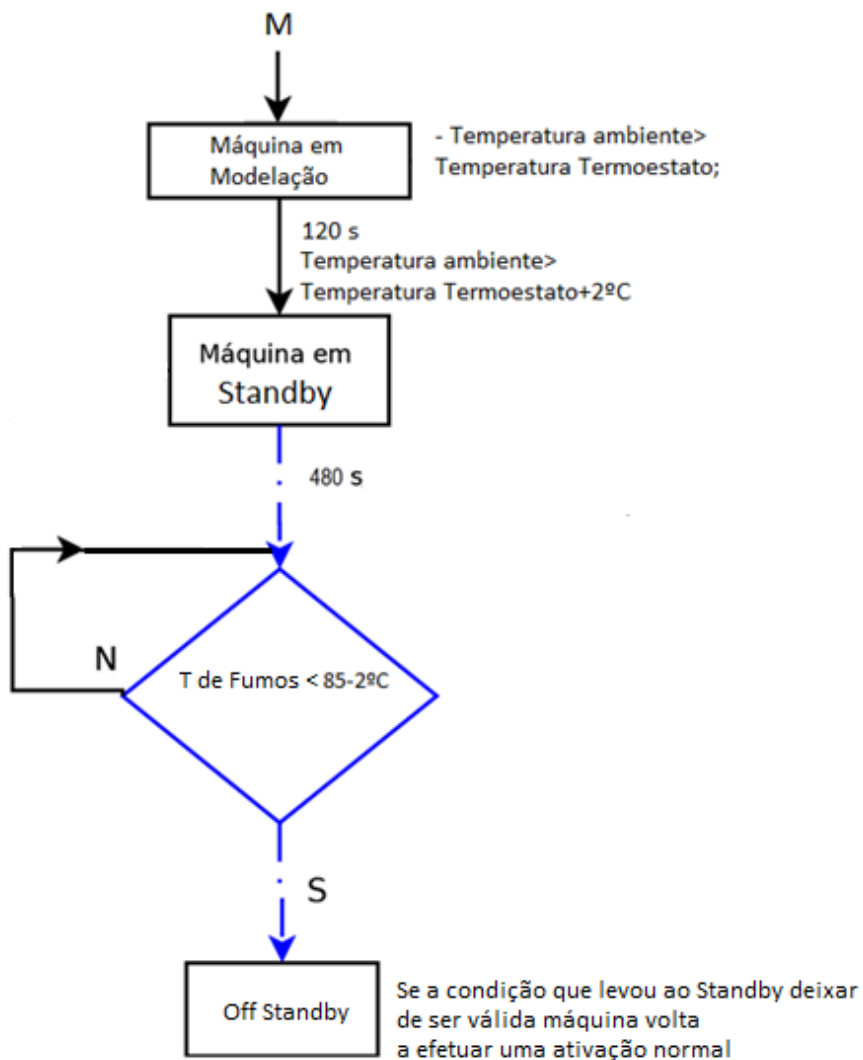 M
Máquina em
Modelação
- Temperatura ambiente>
Temperatura Termoestato;
120 s
Temperatura ambiente>
Temperatura Termoestato+2ºC
Máquina em
Standby
480 s
N
T de Fumos < 85-2ºC
S
Off Standby
Se a condição que levou ao Standby deixar
de ser válida máquina volta
a efetuar uma ativação normal